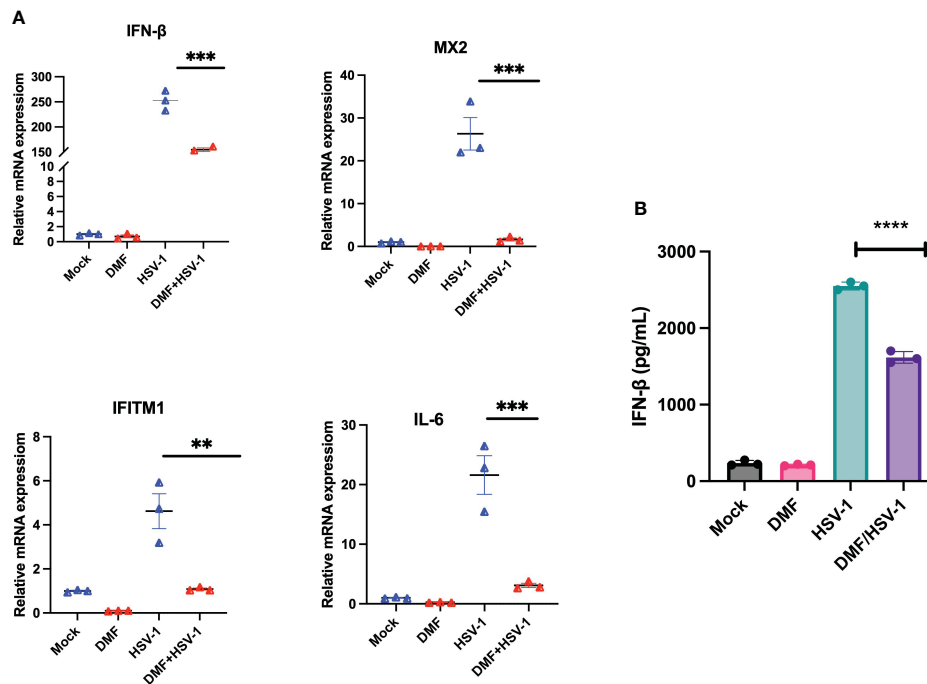 A
IFN-β
***
Relative mRNA expressiom
300
250
200
150
10
8
6
4
2
0
Mock
DMF
HSV-1
DMF+HSV-1
MX2
***
Relative mRNA expressiom
40
30
20
10
0
Mock
DMF
HSV-1
DMF+HSV-1
IFITM1
**
Relative mRNA expressiom
8
6
4
2
0
Mock
DMF
HSV-1
DMF+HSV-1
IL-6
***
Relative mRNA expressiom
30
20
10
0
Mock
DMF
HSV-1
DMF+HSV-1
B
****
IFN-β (pg/mL)
3000
2000
1000
0
Mock
DMF
HSV-1
DMF/HSV-1